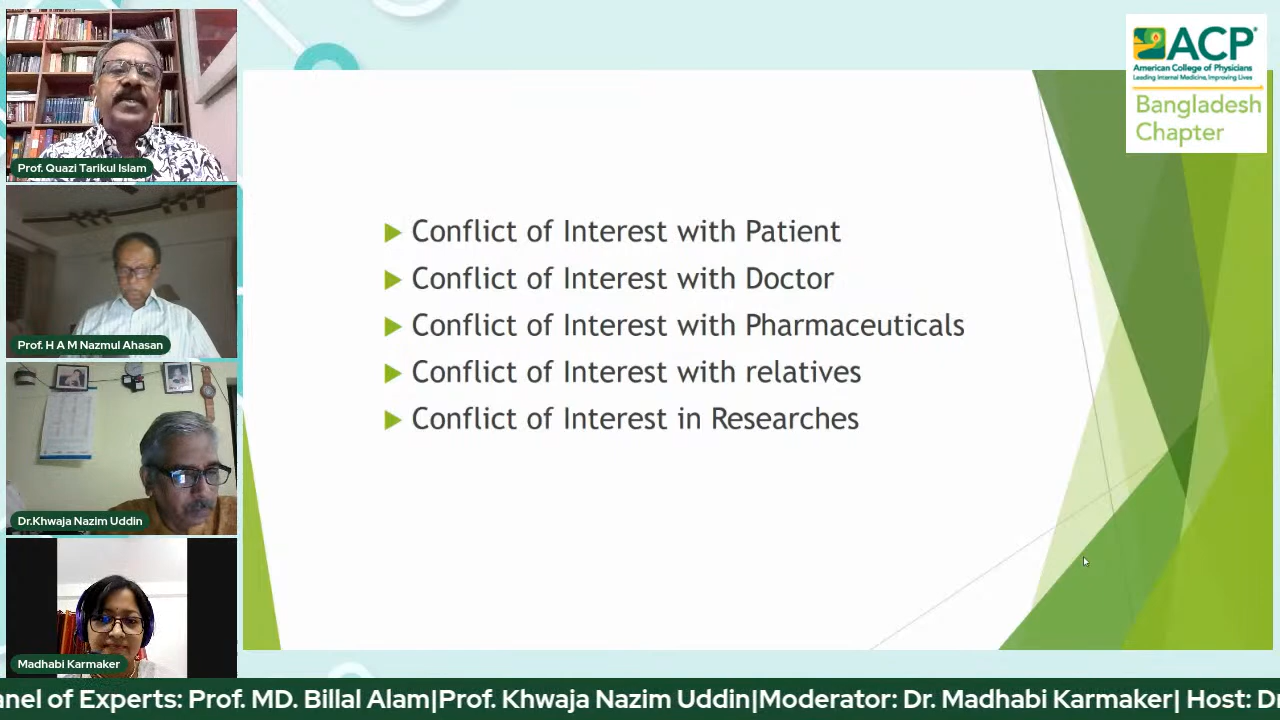 ACP®
American College of Physicians
Leading Internal Medicine, Improving Lives
Bangladesh
Chapter
Prof. Quazi Tarikul Islam
Prof. H A M Nazmul Ahasan
Dr.Khwaja Nazim Uddin
Madhabi Karmaker
Conflict of Interest with Patient
Conflict of Interest with Doctor
Conflict of Interest with Pharmaceuticals
Conflict of Interest with relatives
Conflict of Interest in Researches
anel of Experts: Prof. MD. Billal Alam|Prof. Khwaja Nazim Uddin|Moderator: Dr. Madhabi Karmaker| Host: D